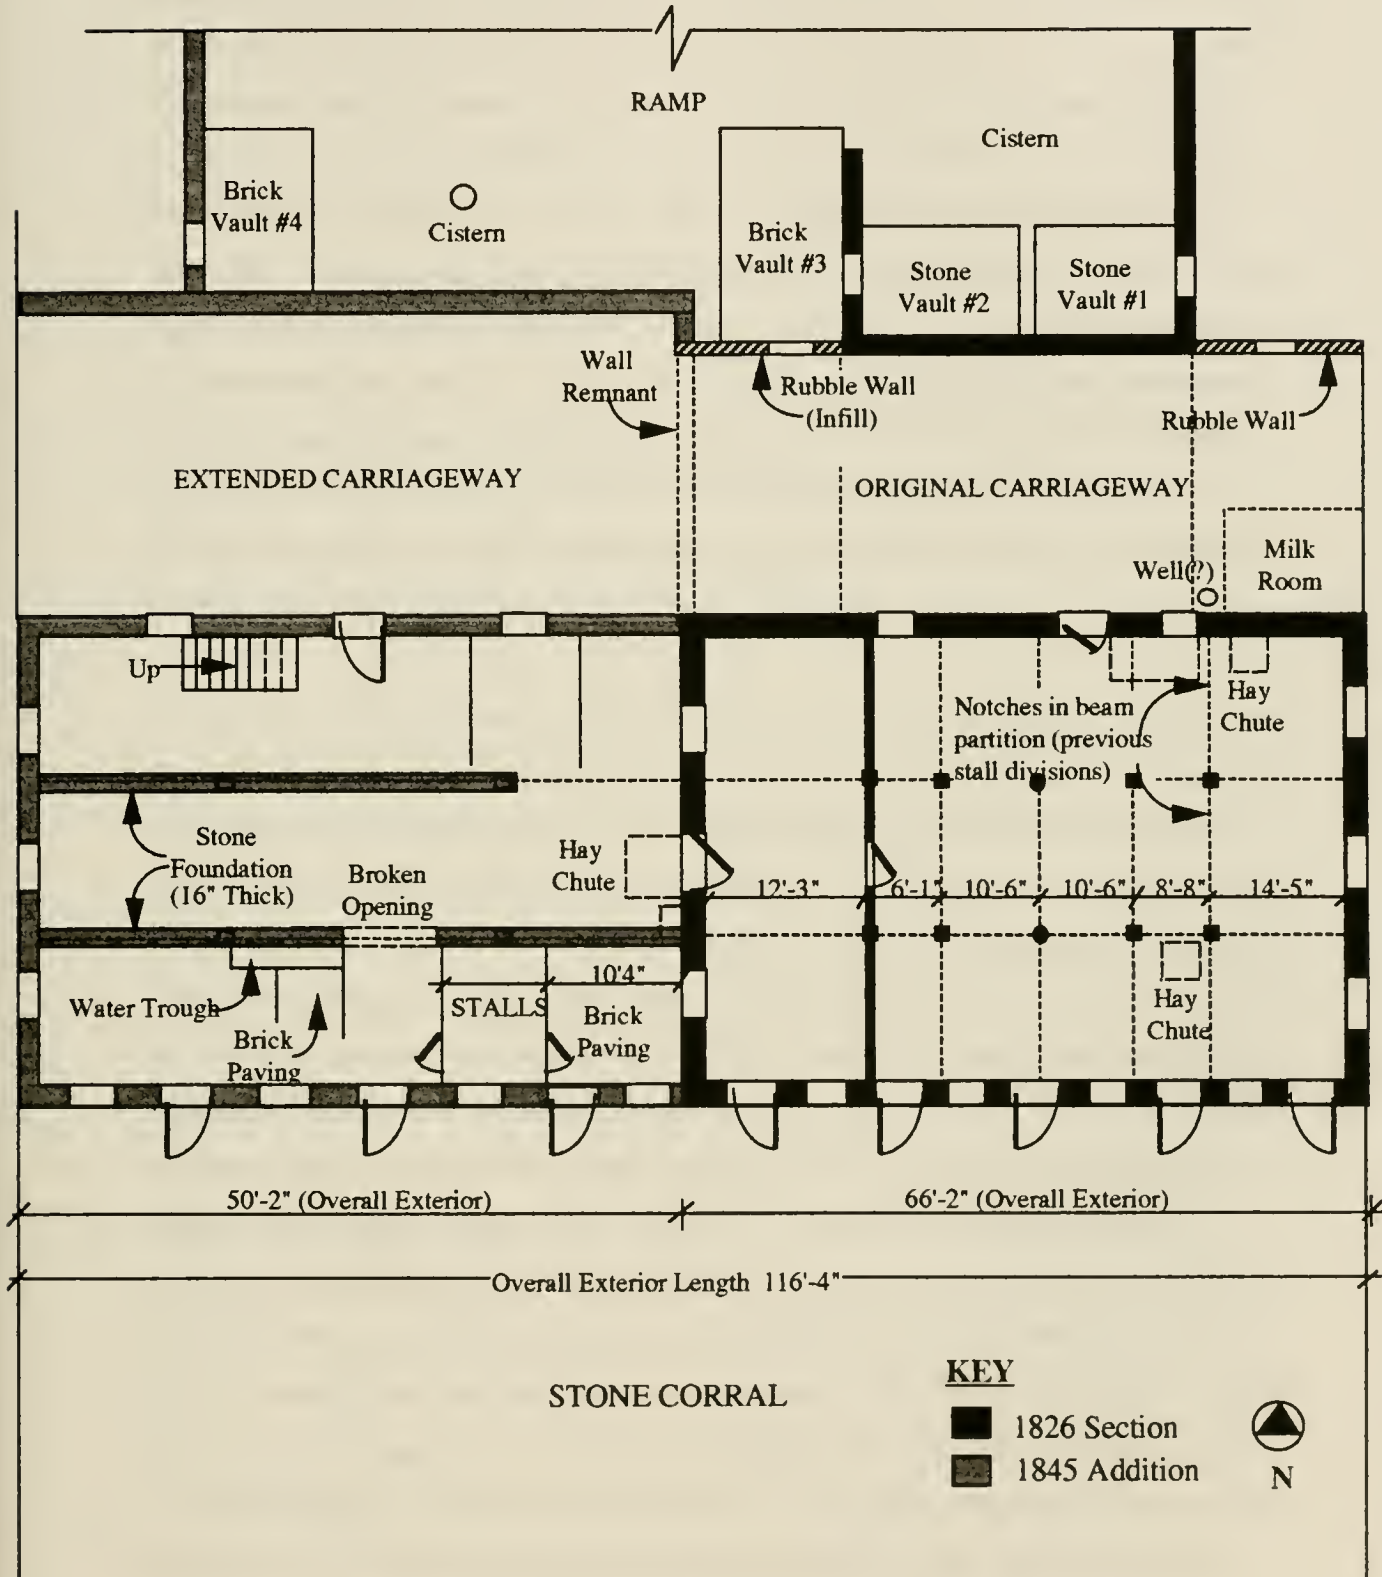 RAMP
Cistern
Brick
Vault #4
Cistern
Brick
Vault #3
Stone
Vault #2
Stone
Vault #1
Wall
Remnant
Rubble Wall
(Infill)
Rubble Wall
EXTENDED CARRIAGEWAY
ORIGINAL CARRIAGEWAY
Milk
Room
Well(?)
Up
Notches in beam
partition (previous
stall divisions)
Hay
Chute
Stone
Foundation
(16" Thick)
Broken
Opening
Hay
Chute
12'-3"
6'-1"
10'-6"
10'-6"
8'-8"
14'-5"
Water Trough
Brick
Paving
STALLS
10'4"
Brick
Paving
Hay
Chute
50'-2" (Overall Exterior)
66'-2" (Overall Exterior)
Overall Exterior Length 116'-4"
STONE CORRAL
KEY
1826 Section
1845 Addition
N